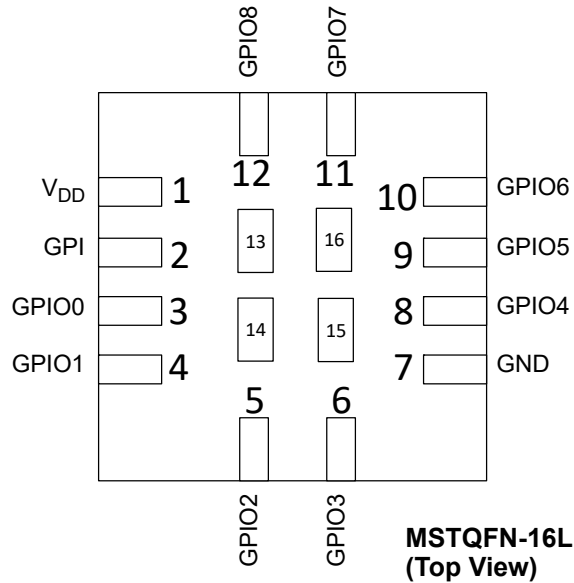 GPIO8
GPIO7
12
11
V_DD
1
10
GPIO6
13
16
GPI
2
9
GPIO5
GPIO0
3
8
GPIO4
14
15
GPIO1
4
7
GND
5
6
GPIO2
GPIO3
MSTQFN-16L
(Top View)